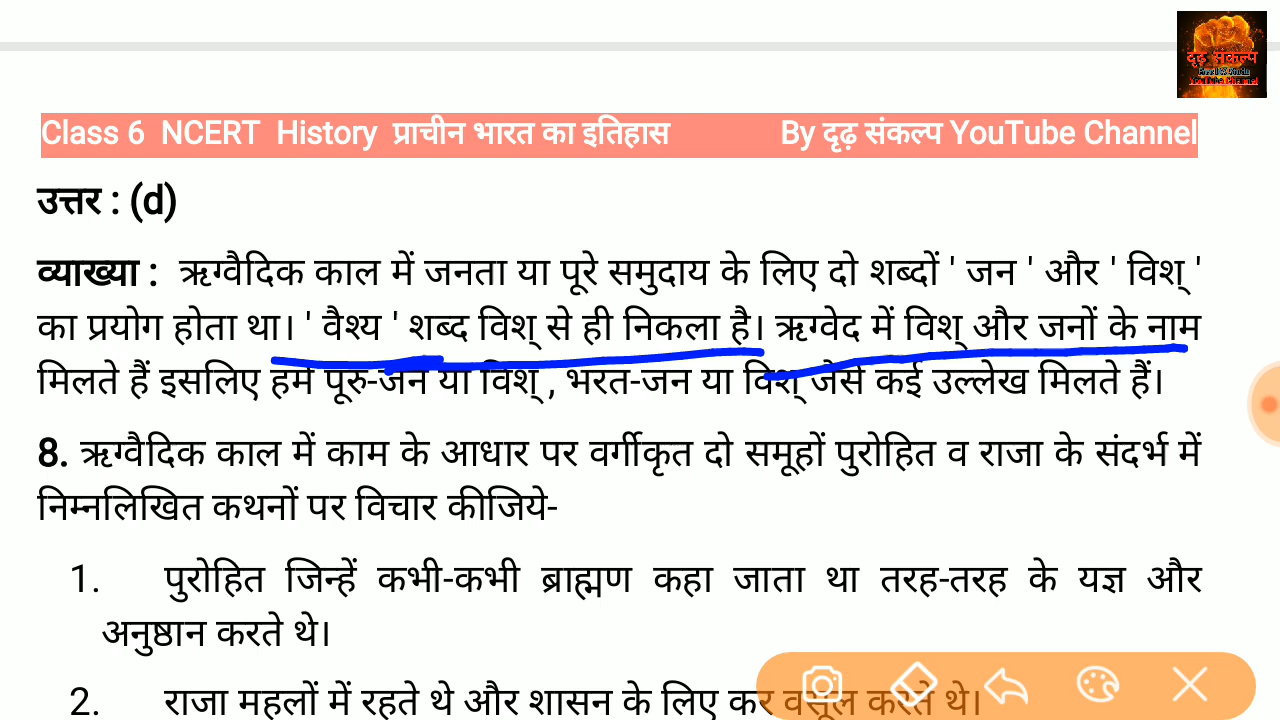 दृढ़ संकल्प
Class 6 NCERT History प्राचीन भारत का इतिहास By दृढ़ संकल्प YouTube Channel
उत्तर : (d)
व्याख्या : ऋग्वैदिक काल में जनता या पूरे समुदाय के लिए दो शब्दों ' जन ' और ' विश् '
का प्रयोग होता था। ' वैश्य ' शब्द विश् से ही निकला है। ऋग्वेद में विश् और जनों के नाम
मिलते हैं इसलिए हमें पूरु-जन या विश् , भरत-जन या विश् जैसे कई उल्लेख मिलते हैं।
8. ऋग्वैदिक काल में काम के आधार पर वर्गीकृत दो समूहों पुरोहित व राजा के संदर्भ में
निम्नलिखित कथनों पर विचार कीजिये-
1. पुरोहित जिन्हें कभी-कभी ब्राह्मण कहा जाता था तरह-तरह के यज्ञ और
अनुष्ठान करते थे।
2. राजा महलों में रहते थे और शासन के लिए कर वसूल करते थे।